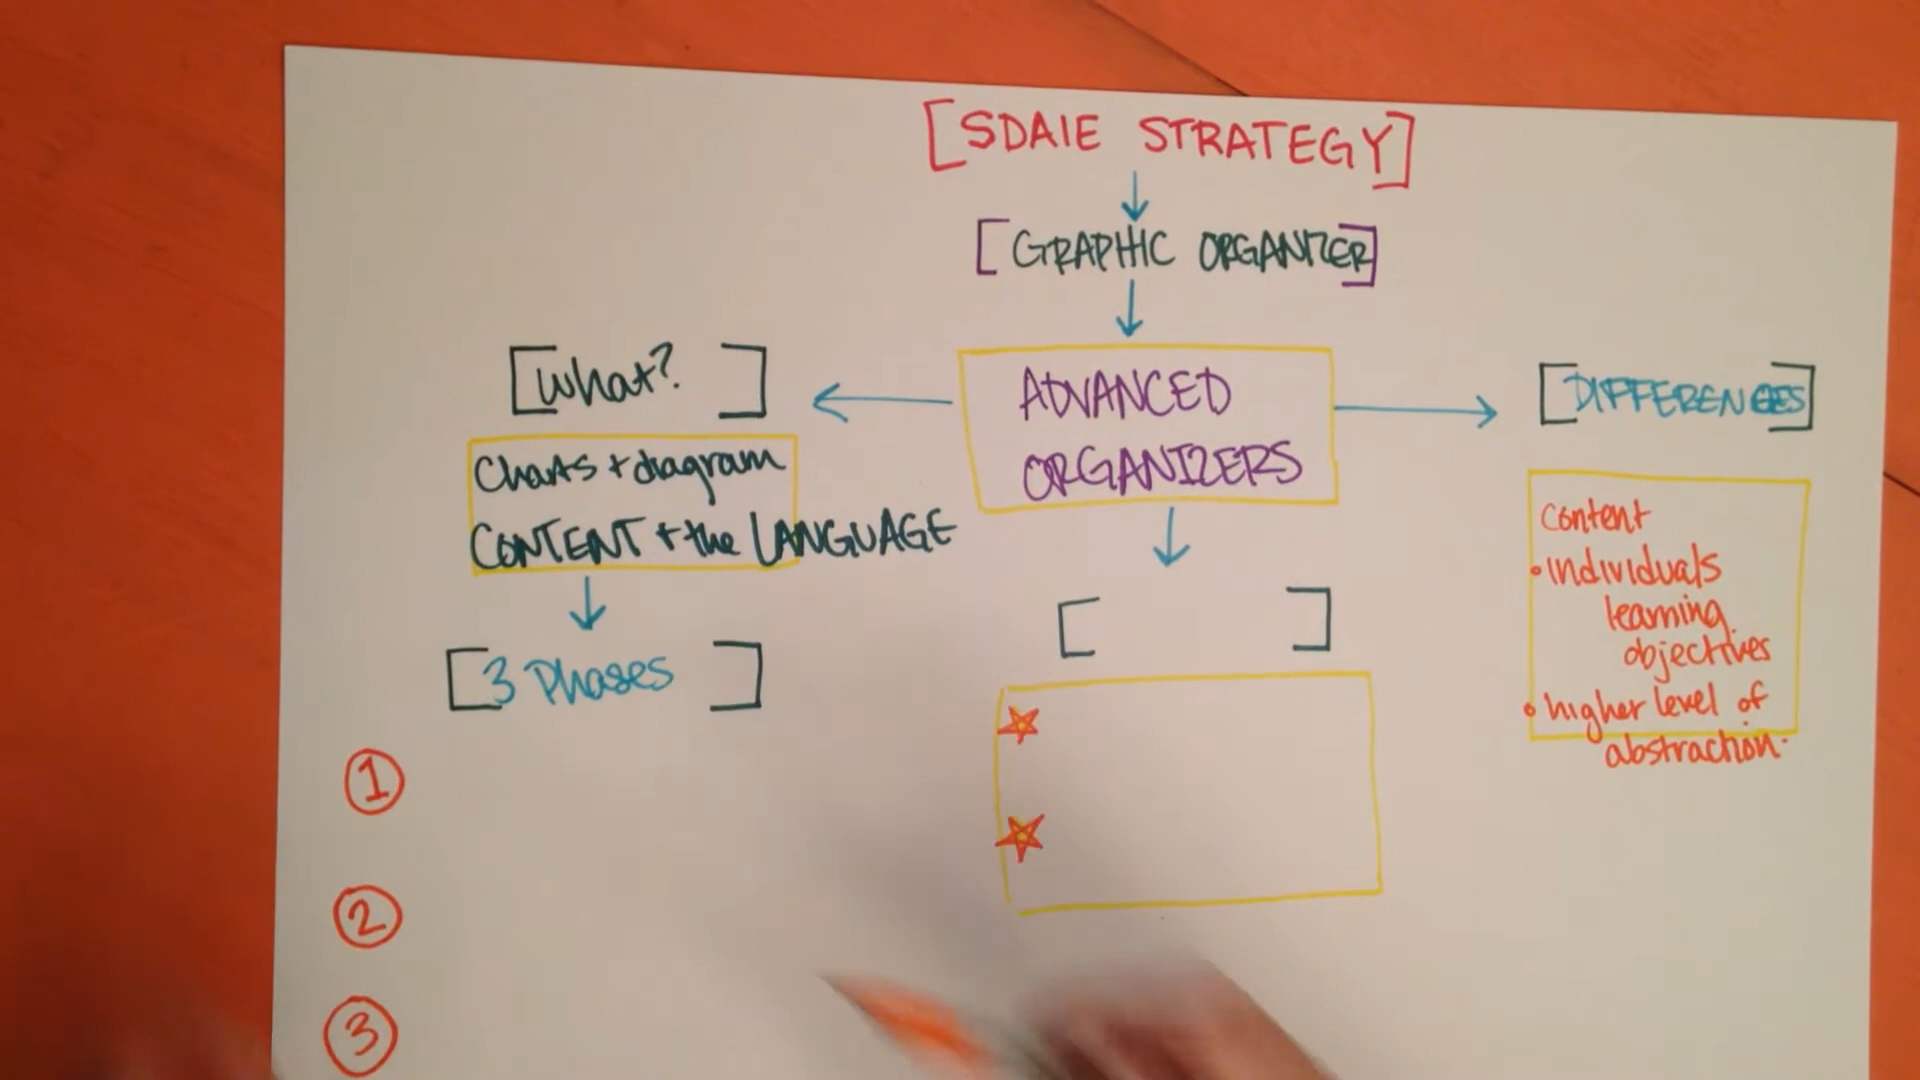 [SDAIE STRATEGY]
[GRAPHIC ORGANIZER]
[What? ]
Charts + diagram
CONTENT + the LANGUAGE
[3 Phases ]
1
2
3
ADVANCED
ORGANIZERS
[ ]
[DIFFERENCES]
Content
• individuals
learning
objectives
• higher level of
abstraction.